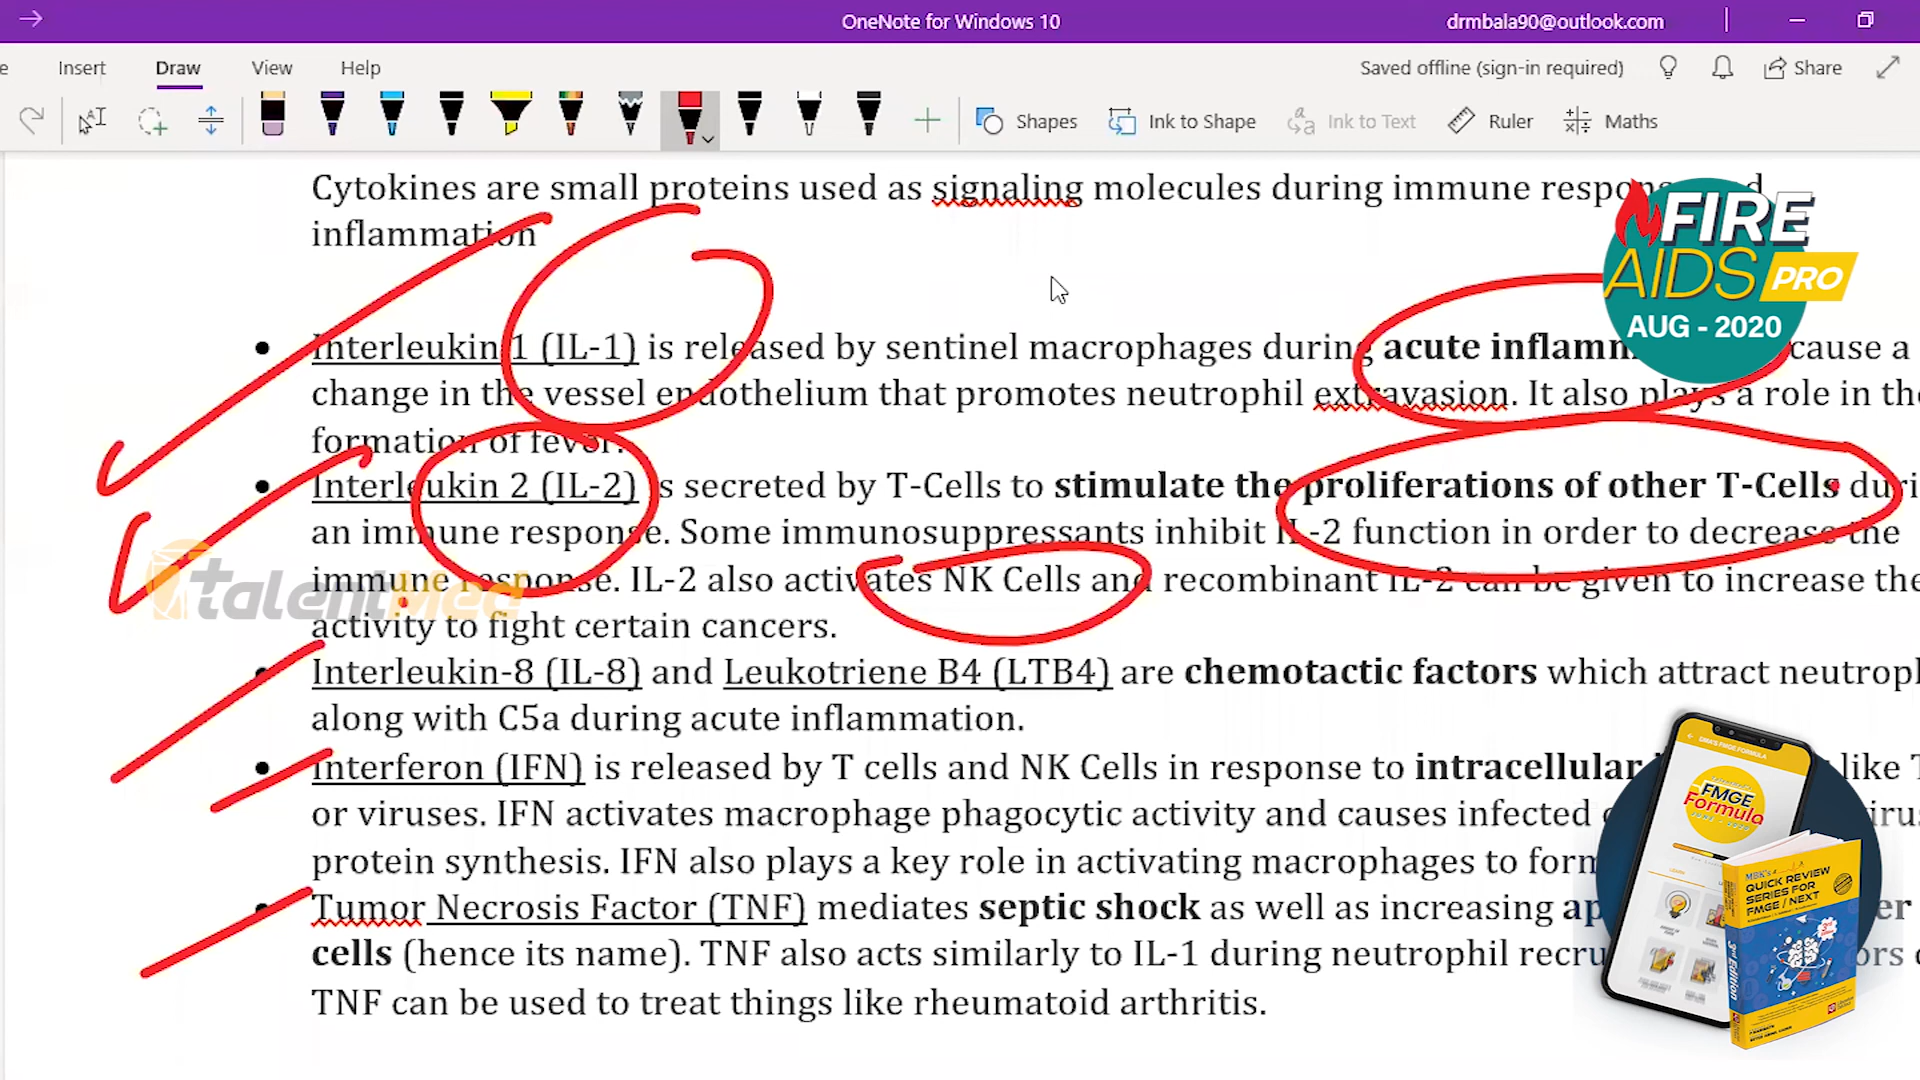 OneNote for Windows 10
drmbala90@outlook.com
Insert
Draw
View
Help
Saved offline (sign-in required)
Share
Shapes
Ink to Shape
Ink to Text
Ruler
Maths
Cytokines are small proteins used as signaling molecules during immune
inflammation
Interleukin 1 (IL-1) is released by sentinel macrophages during acute cause a
change in the vessel endothelium that promotes neutrophil extravasion. It also plays a role in
formation of fever.
Interleukin 2 (IL-2) is secreted by T-Cells to stimulate the proliferations of other T-Cells
an immune response. Some immunosuppressants inhibit IL-2 function in order to decrease the
immune response. IL-2 also activates NK Cells and recombinant IL-2 can be given to increase the
activity to fight certain cancers.
Interleukin-8 (IL-8) and Leukotriene B4 (LTB4) are chemotactic factors which attract
along with C5a during acute inflammation.
Interferon (IFN) is released by T cells and NK Cells in response to intracellular like
or viruses. IFN activates macrophage phagocytic activity and causes infected
protein synthesis. IFN also plays a key role in activating macrophages to
Tumor Necrosis Factor (TNF) mediates septic shock as well as increasing
cells (hence its name). TNF also acts similarly to IL-1 during neutrophil
TNF can be used to treat things like rheumatoid arthritis.
FIRE
AIDS PRO
AUG - 2020
talentMed
DMA'S FMGE FORMULA
FMGE
Formula
JUNE - 2020
MBK's
QUICK REVIEW
SERIES FOR
FMGE / NEXT
3rd Edition